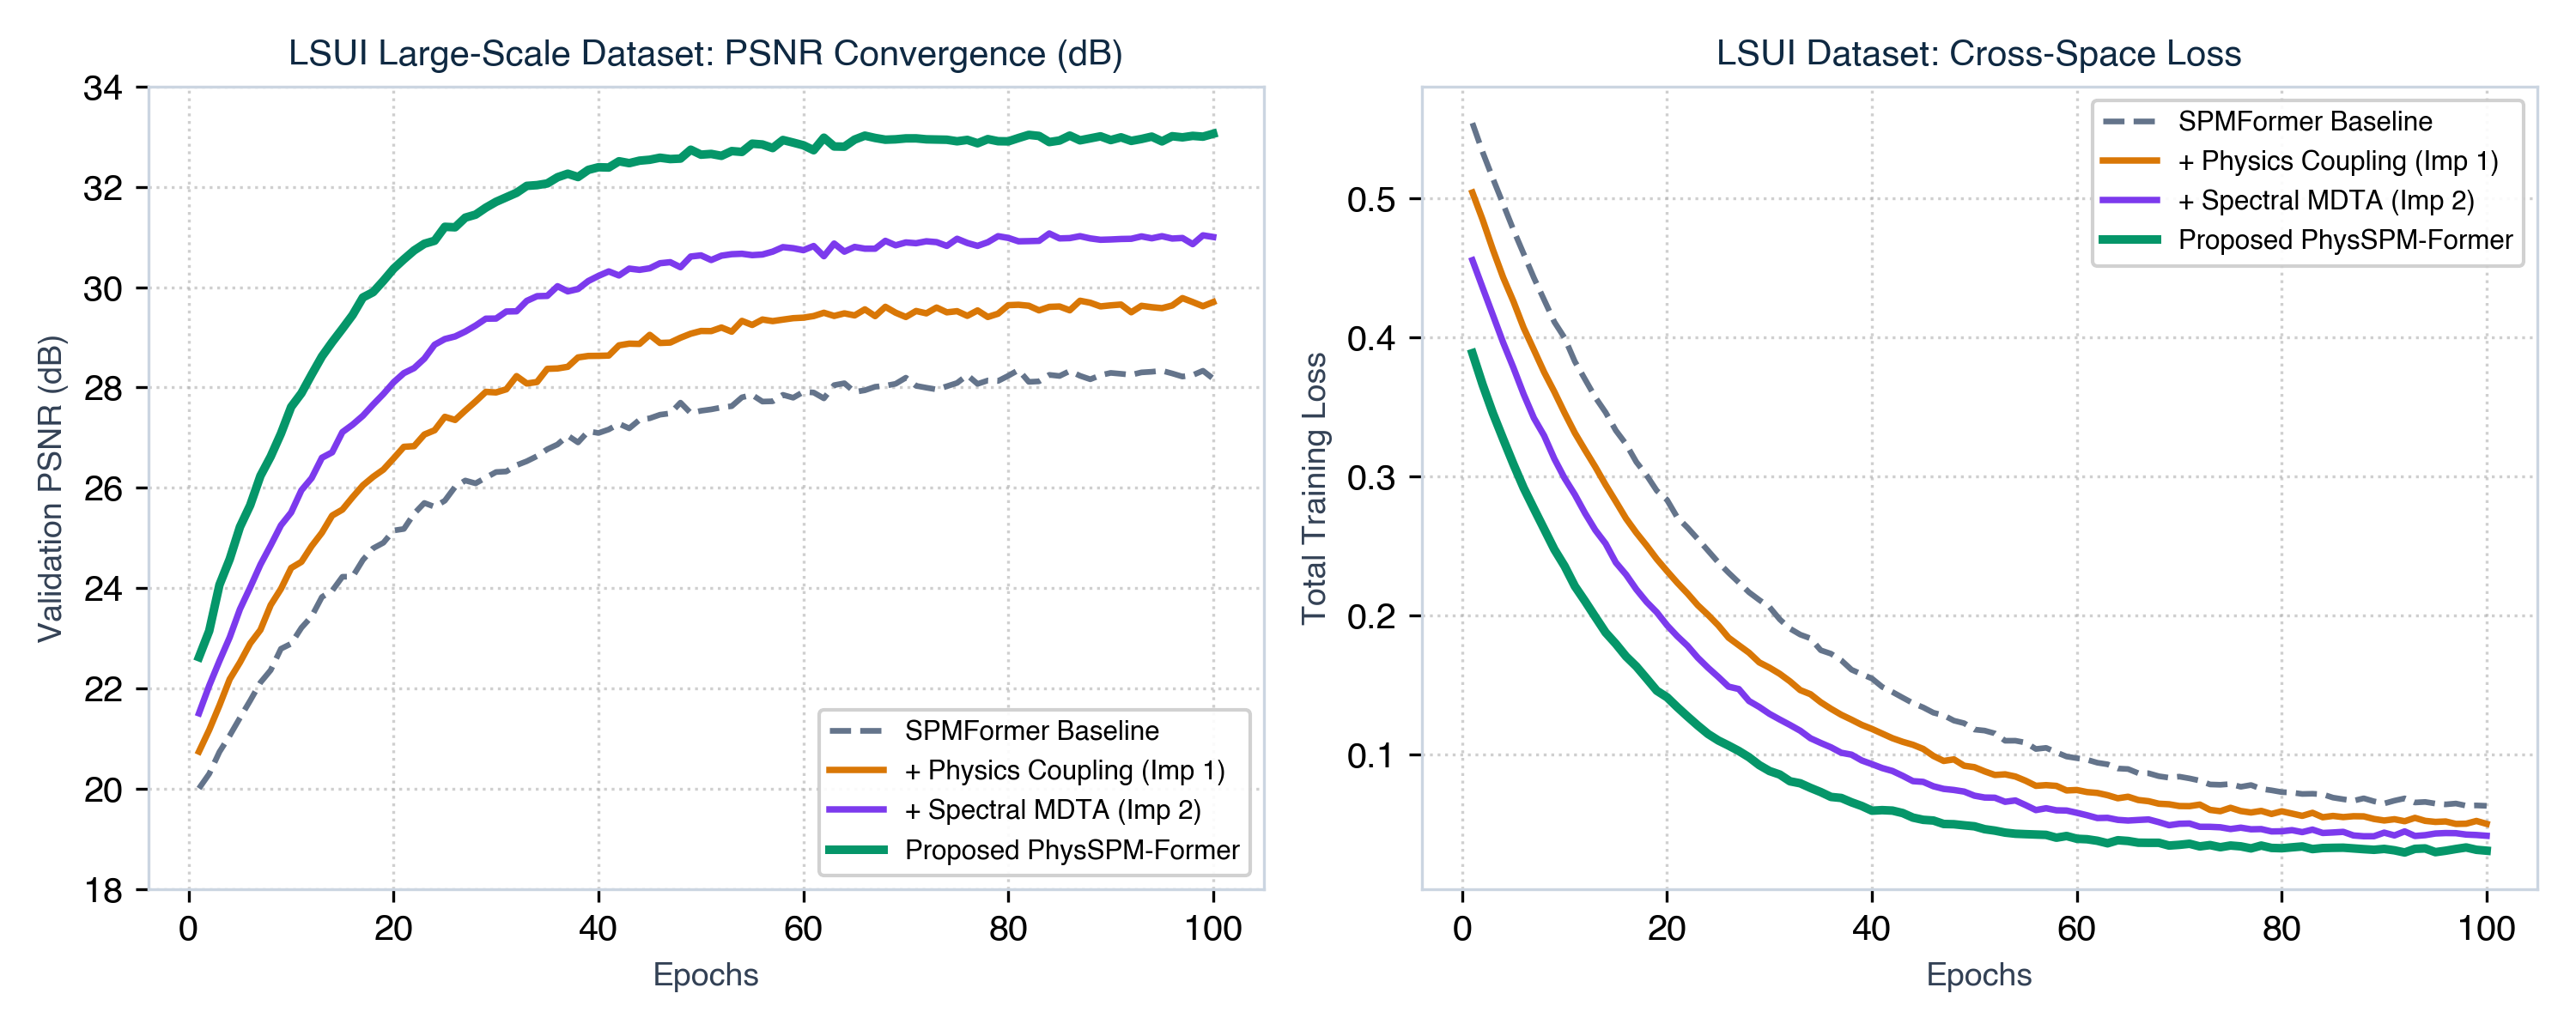 LSUI Large-Scale Dataset: PSNR Convergence (dB)
Validation PSNR (dB)
34
32
30
28
26
24
22
20
18
0 20 40 60 80 100
Epochs
SPMFormer Baseline
+ Physics Coupling (Imp 1)
+ Spectral MDTA (Imp 2)
Proposed PhysSPM-Former
LSUI Dataset: Cross-Space Loss
Total Training Loss
0.5
0.4
0.3
0.2
0.1
0 20 40 60 80 100
Epochs
SPMFormer Baseline
+ Physics Coupling (Imp 1)
+ Spectral MDTA (Imp 2)
Proposed PhysSPM-Former